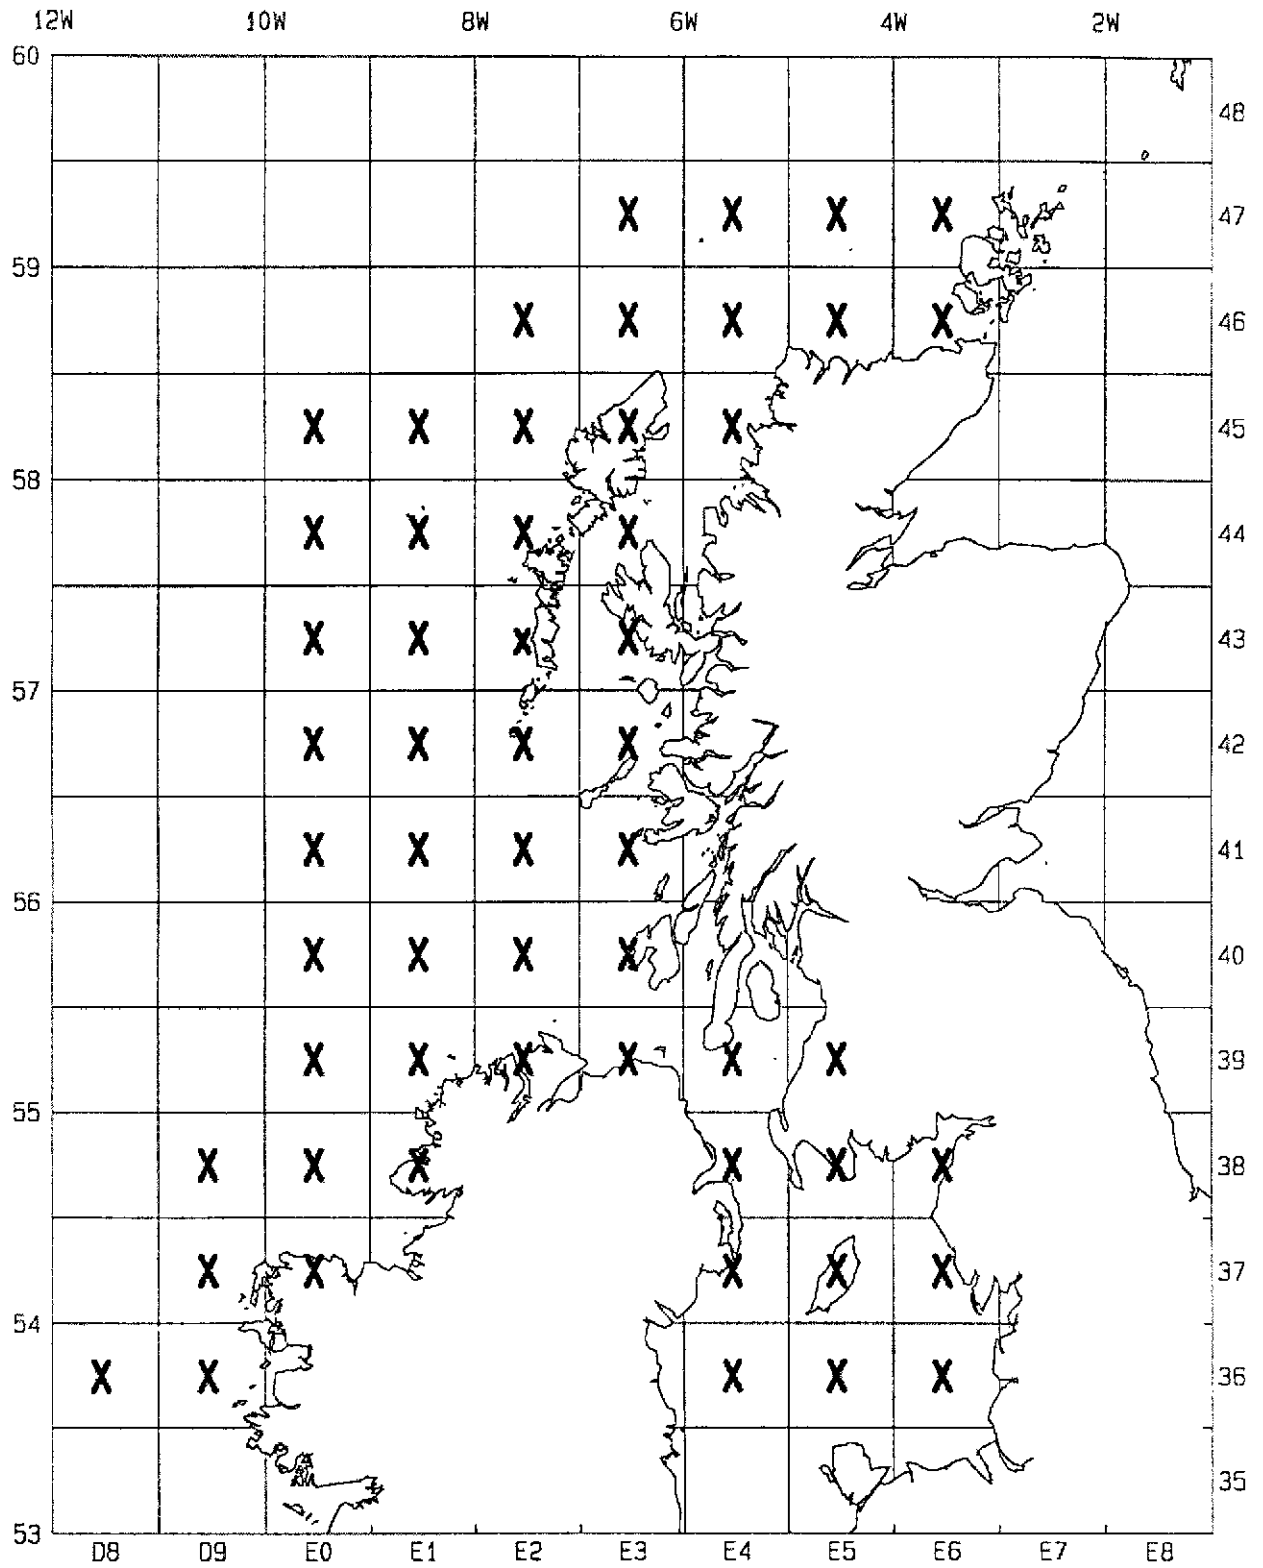 12W 10W 8W 6W 4W 2W
60
48
X X X X 47
59
X X X X X 46
X X X X X 45
58
X X X X 44
X X X X 43
57
X X X X 42
X X X X 41
56
X X X X 40
X X X X X X 39
55
X X X X X X 38
X X X X X 37
54
X X X X X 36
35
53
D8 D9 E0 E1 E2 E3 E4 E5 E6 E7 E8